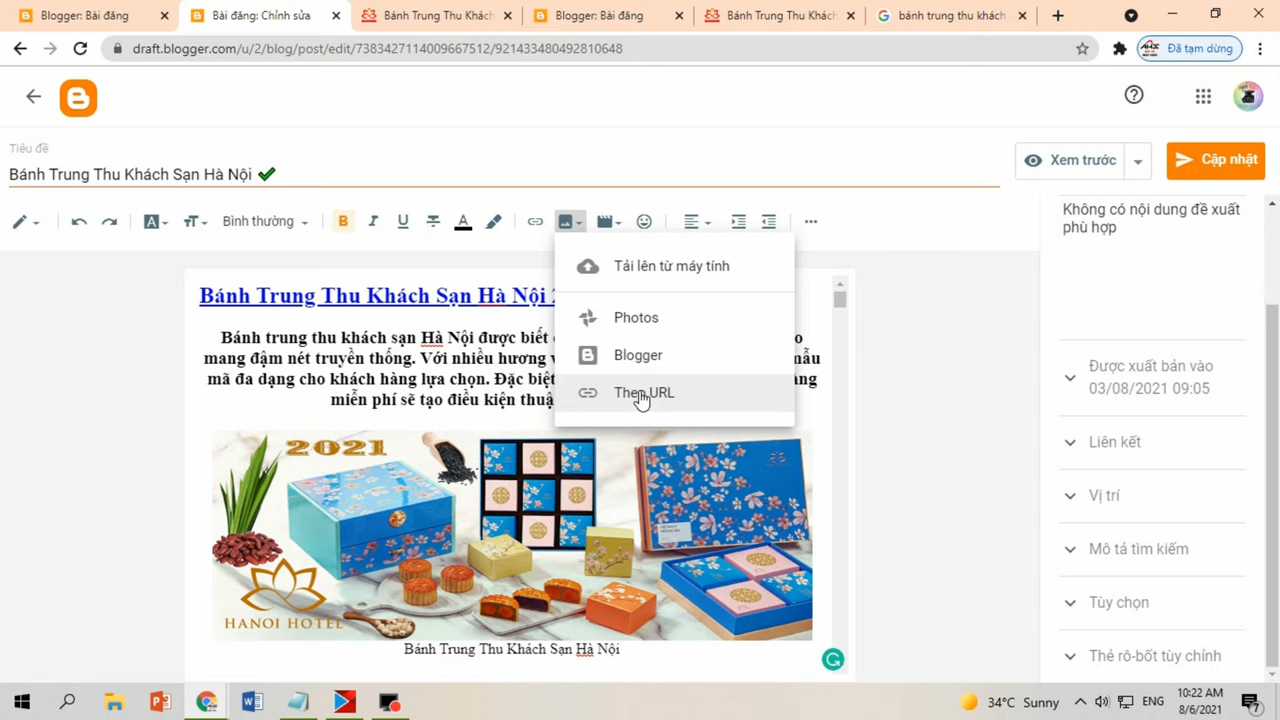 Blogger: Bài đăng
Bài đăng: Chỉnh sửa
Bánh Trung Thu Khách
Blogger: Bài đăng
Bánh Trung Thu Khách
bánh trung thu khách
draft.blogger.com/u/2/blog/post/edit/7383427114009667512/921433480492810648
Đã tạm dừng
Tiêu đề
Bánh Trung Thu Khách Sạn Hà Nội
Xem trước
Cập nhật
Bình thường
B
I
U
A
Tải lên từ máy tính
Photos
Blogger
Theo URL
Bánh Trung Thu Khách Sạn Hà Nội 2
Bánh trung thu khách sạn Hà Nội được biết
mang đậm nét truyền thống. Với nhiều hương
mẫu
mã đa dạng cho khách hàng lựa chọn. Đặc biệt
miễn phí sẽ tạo điều kiện
2021
HANOI HOTEL
Bánh Trung Thu Khách Sạn Hà Nội
Không có nội dung đề xuất
phù hợp
Được xuất bản vào
03/08/2021 09:05
Liên kết
Vị trí
Mô tả tìm kiếm
Tùy chọn
Thẻ rô-bốt tùy chỉnh
34°C Sunny
ENG
10:22 AM
8/6/2021
7